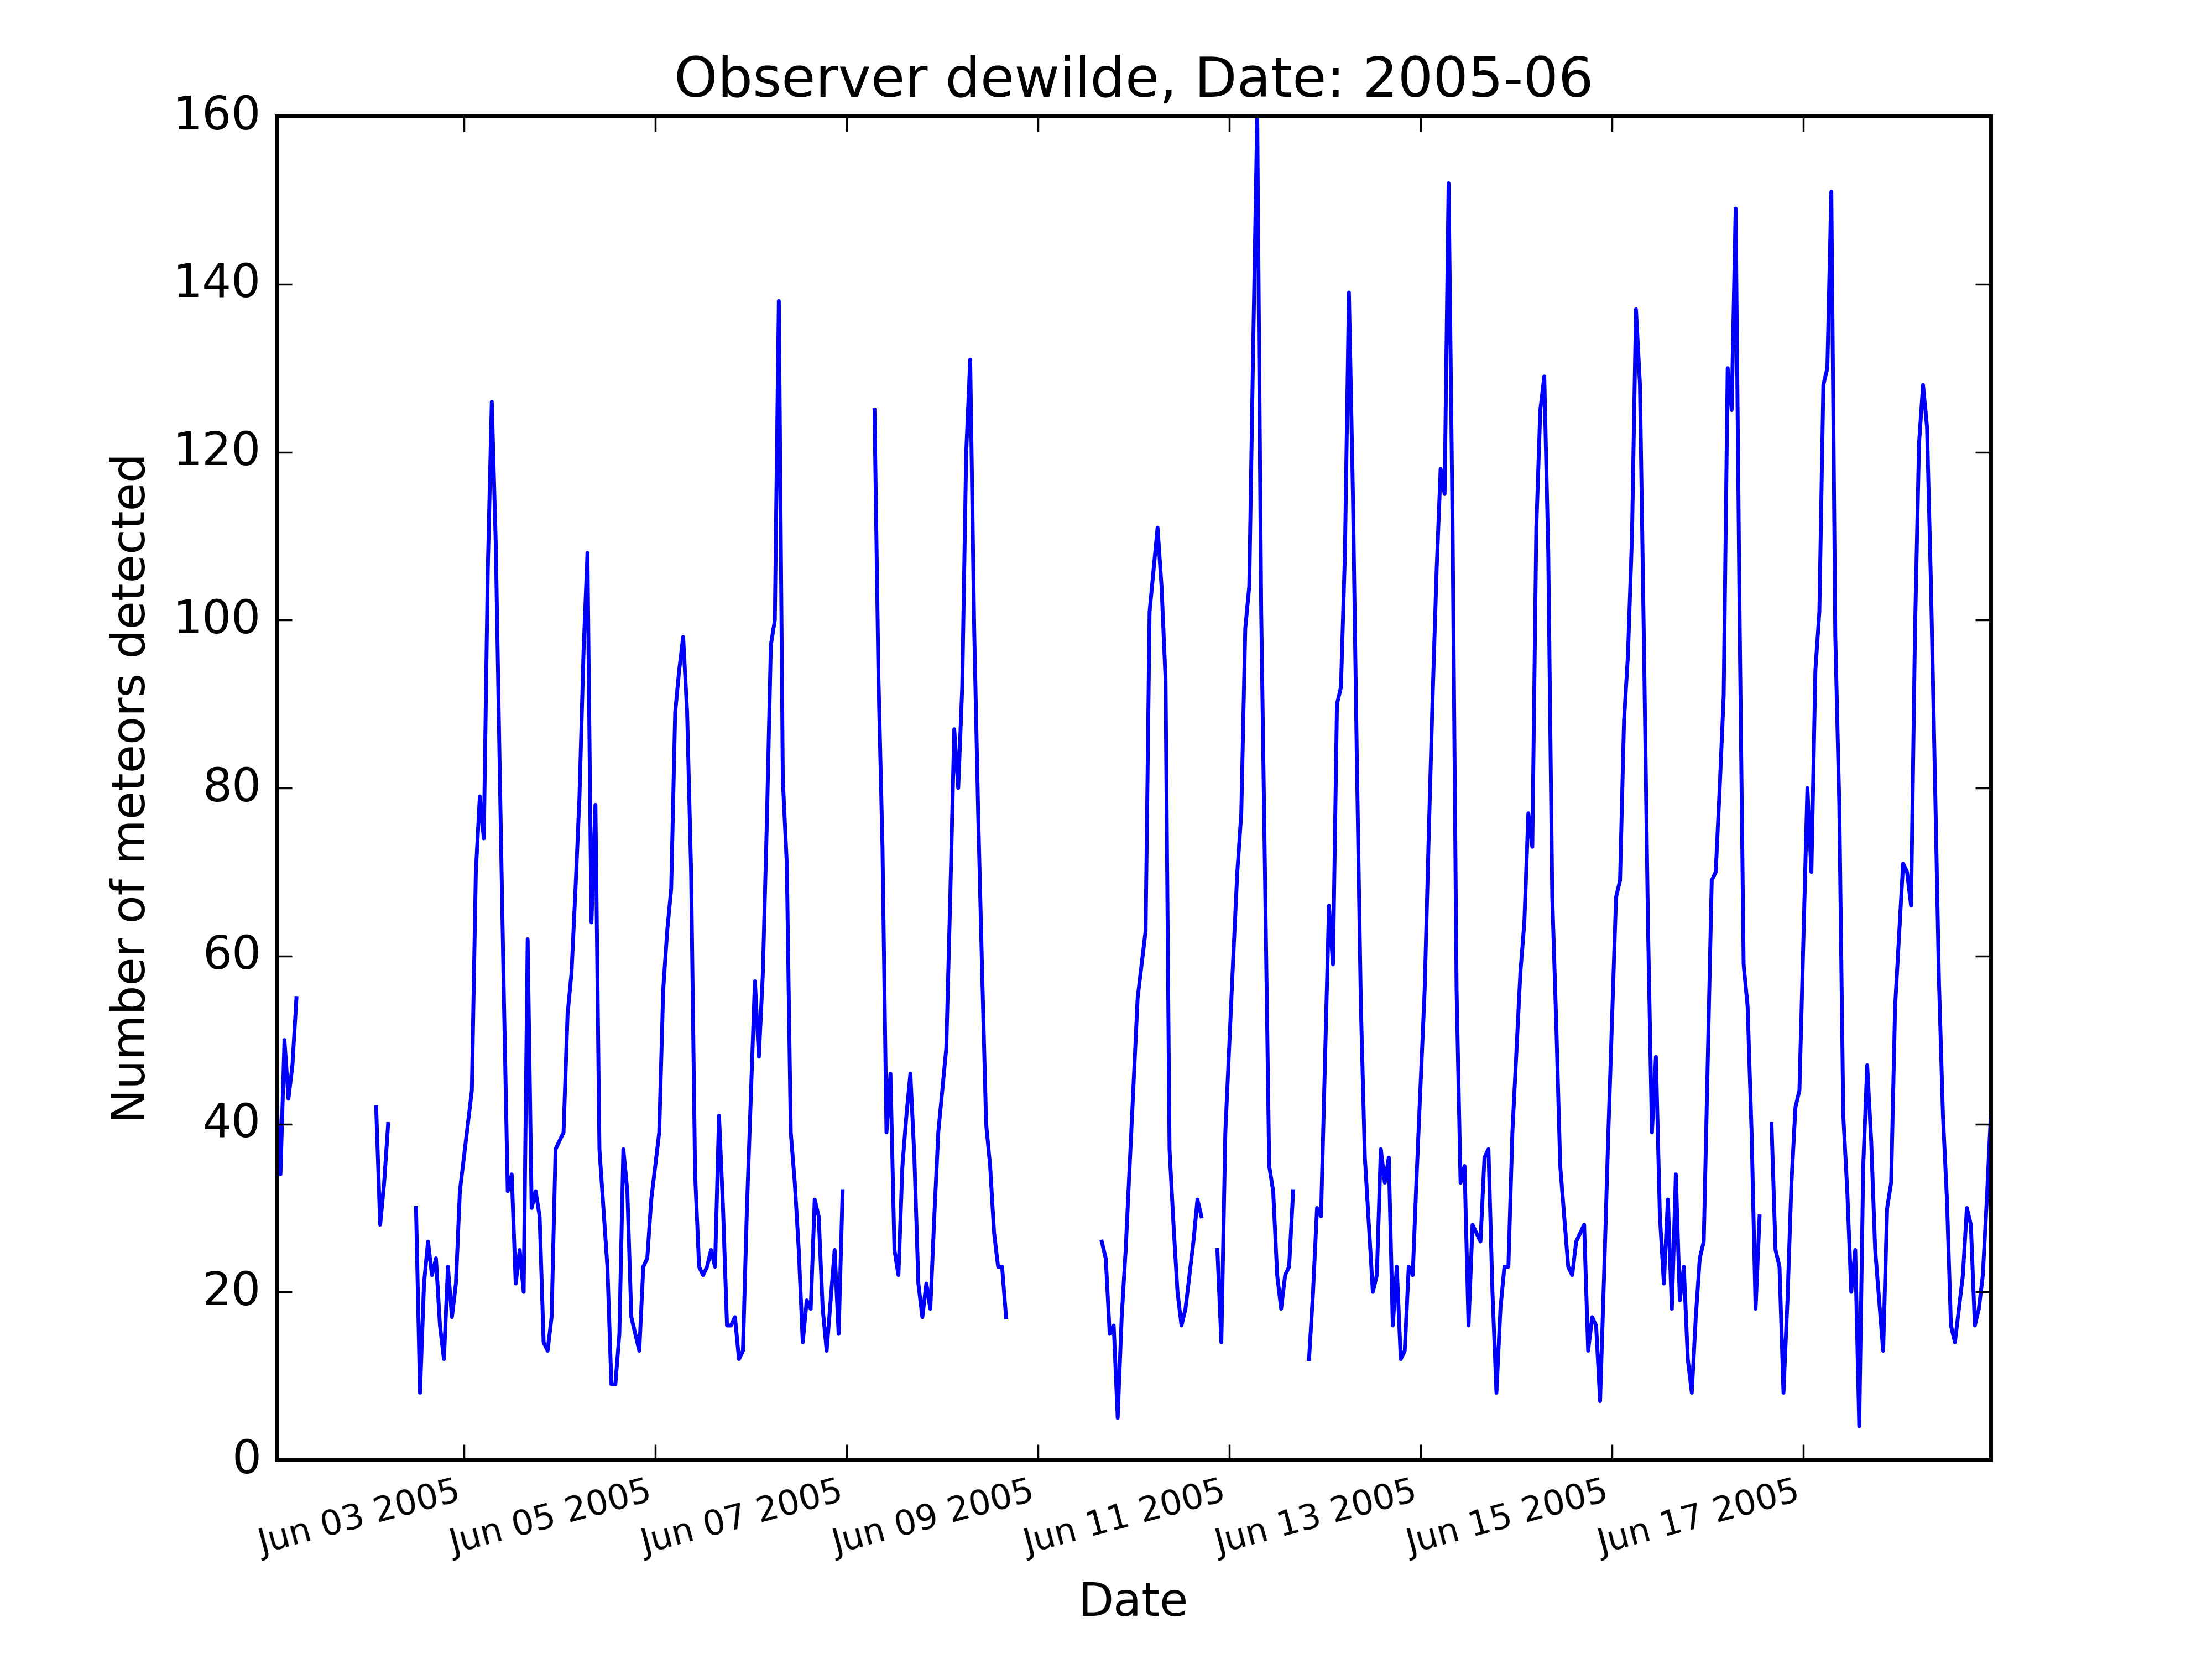 Observer dewilde, Date: 2005-06
Number of meteors detected
160
140
120
100
80
60
40
20
0
Jun 03 2005
Jun 05 2005
Jun 07 2005
Jun 09 2005
Jun 11 2005
Jun 13 2005
Jun 15 2005
Jun 17 2005
Date